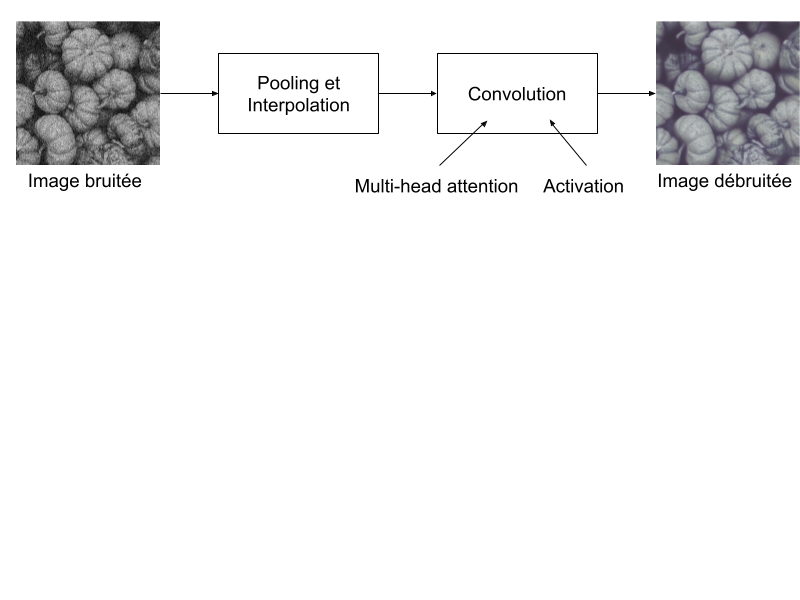 Pooling et
Interpolation
Convolution
Image bruitée
Multi-head attention
Activation
Image débruitée